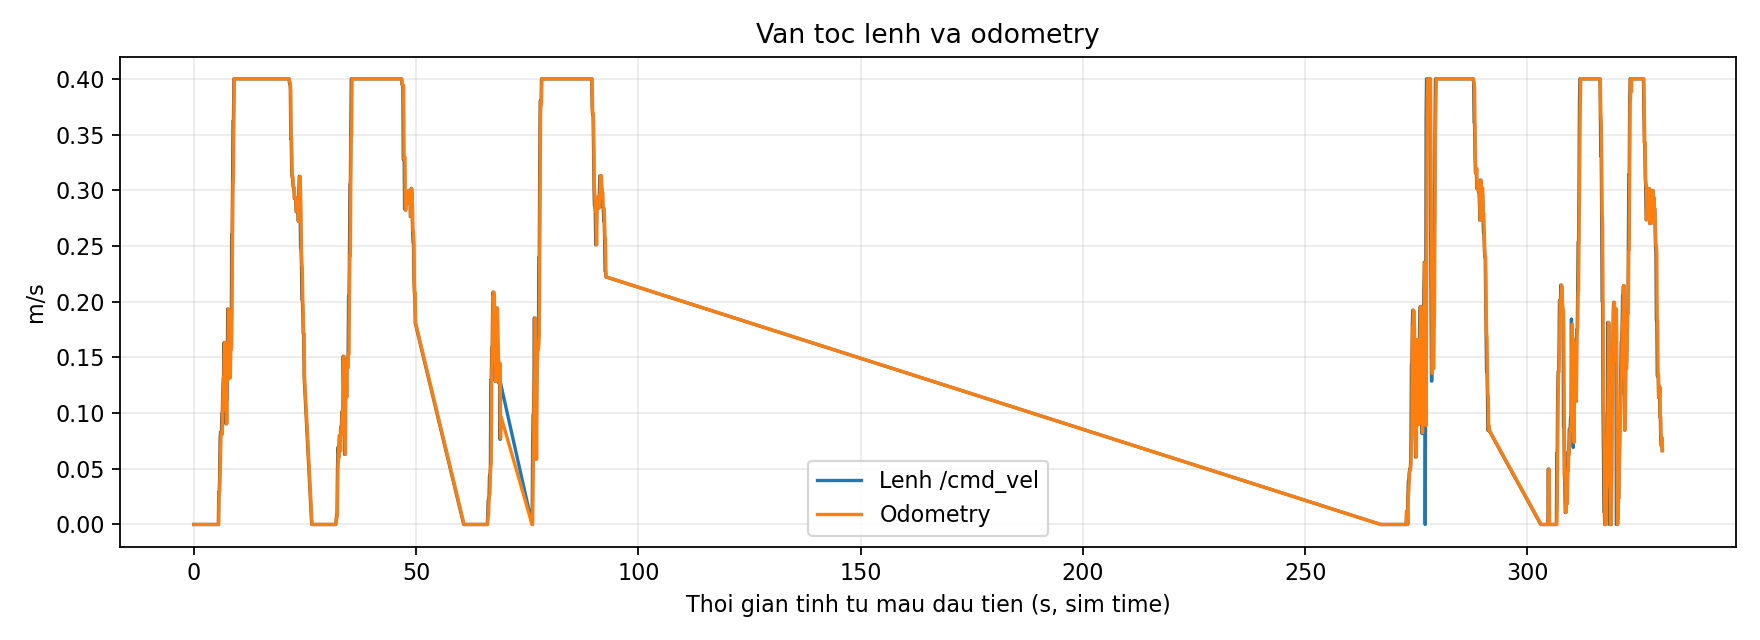 Van toc lenh va odometry
m/s
0.40
0.35
0.30
0.25
0.20
0.15
0.10
0.05
0.00
Lenh /cmd_vel
Odometry
0 50 100 150 200 250 300
Thoi gian tinh tu mau dau tien (s, sim time)